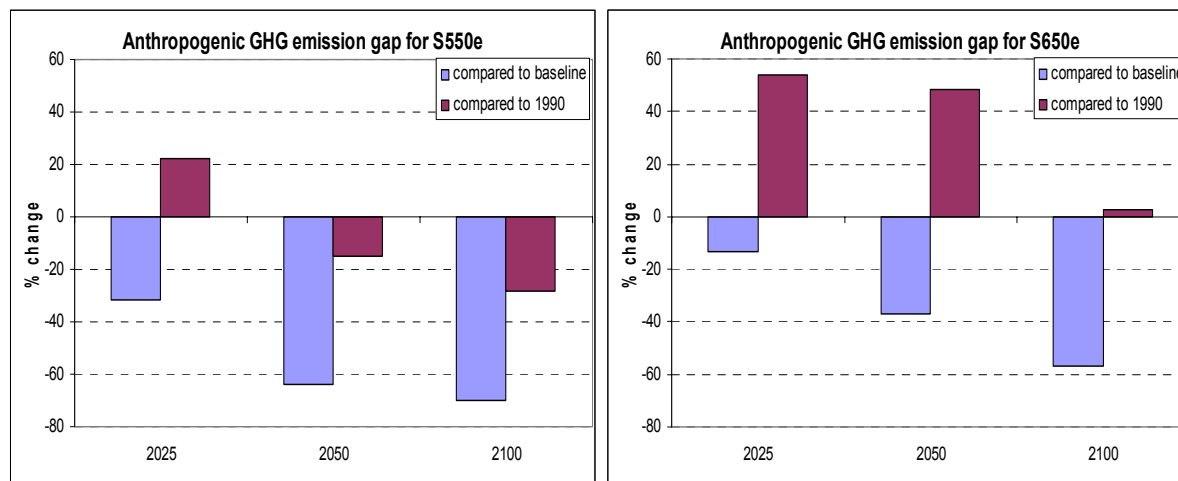 Anthropogenic GHG emission gap for S550e
compared to baseline
compared to 1990
% change
60
40
20
0
-20
-40
-60
-80
2025 2050 2100
Anthropogenic GHG emission gap for S650e
compared to baseline
compared to 1990
% change
60
40
20
0
-20
-40
-60
-80
2025 2050 2100